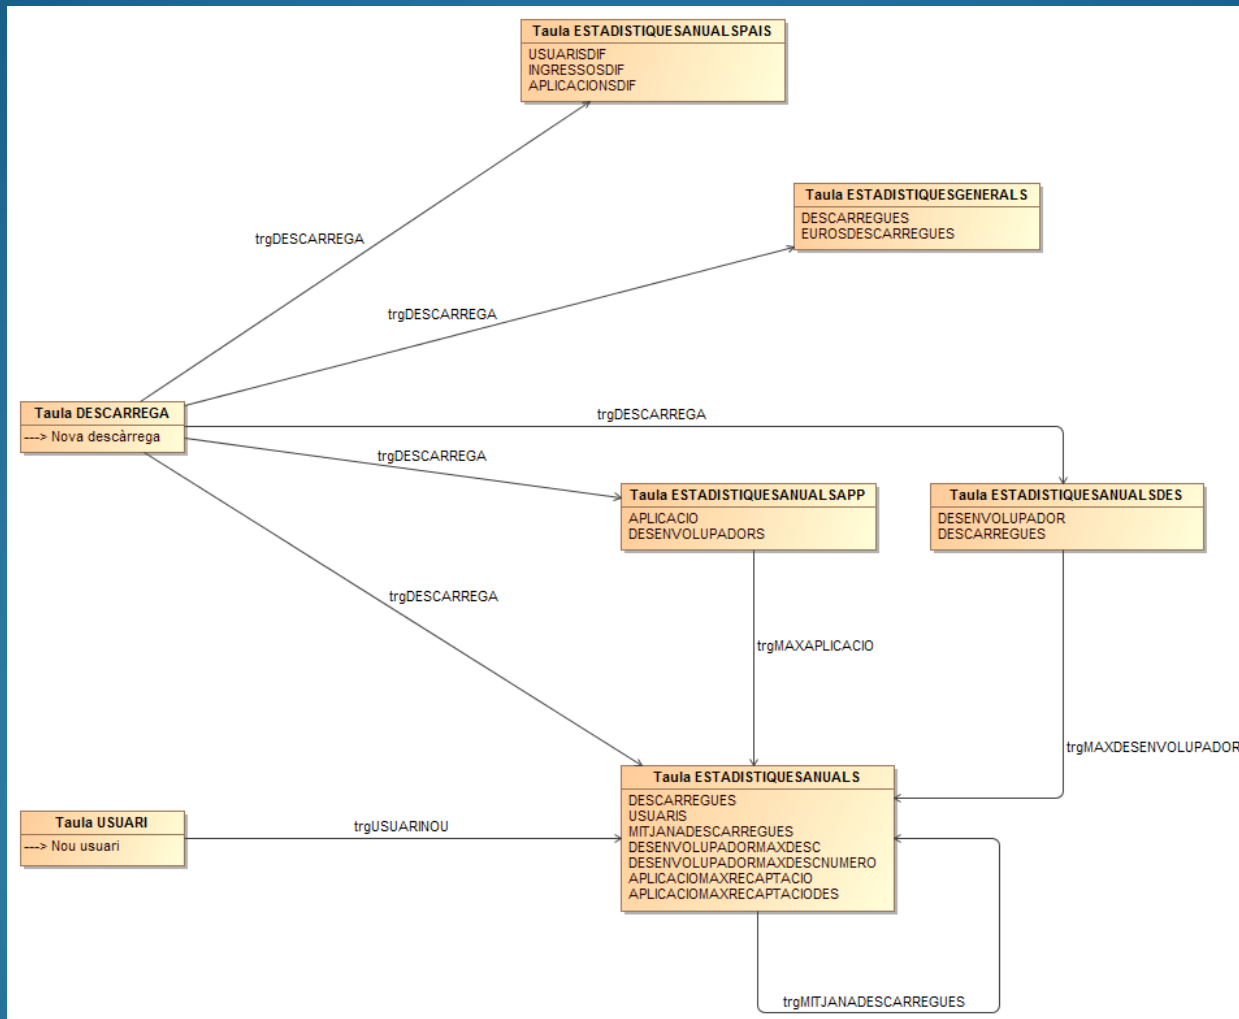 Taula ESTADISTIQUESANUALSPAIS
USUARISDIF
INGRESSOSDIF
APLICACIONSDIF
Taula ESTADISTIQUESGENERALS
DESCARREGUES
EUROSDESCARREGUES
trgDESCARREGA
trgDESCARREGA
Taula DESCARREGA
---> Nova descàrrega
trgDESCARREGA
trgDESCARREGA
Taula ESTADISTIQUESANUALSAPP
APLICACIO
DESENVOLUPADORS
Taula ESTADISTIQUESANUALSDES
DESENVOLUPADOR
DESCARREGUES
trgDESCARREGA
trgMAXAPLICACIO
trgMAXDESENVOLUPADOR
Taula ESTADISTIQUESANUALS
DESCARREGUES
USUARIS
MITJANADESCARREGUES
DESENVOLUPADORMAXDESC
DESENVOLUPADORMAXDESCNUMERO
APLICACIOMAXRECAPTACIO
APLICACIOMAXRECAPTACIODES
Taula USUARI
---> Nou usuari
trgUSUARINOU
trgMITJANADESCARREGUES